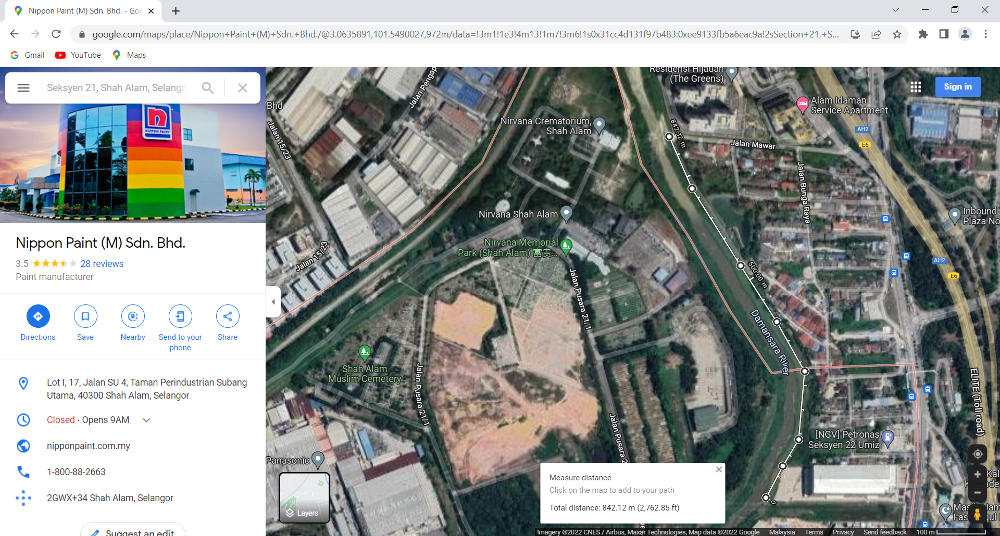 Nippon Paint (M) Sdn. Bhd. - Goo
google.com/maps/place/Nippon+Paint+(M)+Sdn.+Bhd./@3.0635891,101.5490027,972m/data=!3m1!1e3!4m13!1m7!3m6!1s0x31cc4d131f97b483:0xee9133fb5a6eac9a!2sSection+21,+S...
Gmail
YouTube
Maps
Seksyen 21, Shah Alam, Selango
NIPPON PAINT
Nippon Paint (M) Sdn. Bhd.
3.5
28 reviews
Paint manufacturer
Directions
Save
Nearby
Send to your
phone
Share
Lot I, 17, Jalan SU 4, Taman Perindustrian Subang
Utama, 40300 Shah Alam, Selangor
Closed · Opens 9AM
nipponpaint.com.my
1-800-88-2663
2GWX+34 Shah Alam, Selangor
Suggest an edit
Bhd
Jalan Pengap
Jalan 15/23
Residensi Hijauan
(The Greens)
Sign in
Alam Idaman
Service Apartment
AH2
E6
Nirvana Crematorium,
Shah Alam
842.12 m
Jalan Mawar
Jalan Bunga Raya
Nirvana Shah Alam
Inbound
Plaza No
Nirvana Memorial
Park (Shah Alam) 富贵...
Jalan 15/23
AH2
E6
500.00 m
Jalan Pusara 21/1
Damansara River
Shah Alam
Muslim Cemetery
Jalan Pusara 21/1
ELITE (Toll road)
Jalan Pusara 2
[NGV] Petronas
Seksyen 22 Umiz
Panasonic
Layers
Measure distance
Click on the map to add to your path
Total distance: 842.12 m (2,762.85 ft)
0
Imagery ©2022 CNES / Airbus, Maxar Technologies, Map data ©2022 Google
Malaysia
Terms
Privacy
Send feedback
100 m